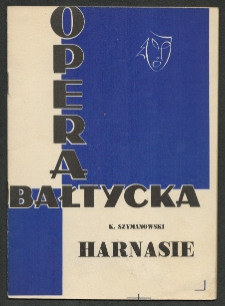 OPERA
BAŁTYCKA
K. SZYMANOWSKI
HARNASIE